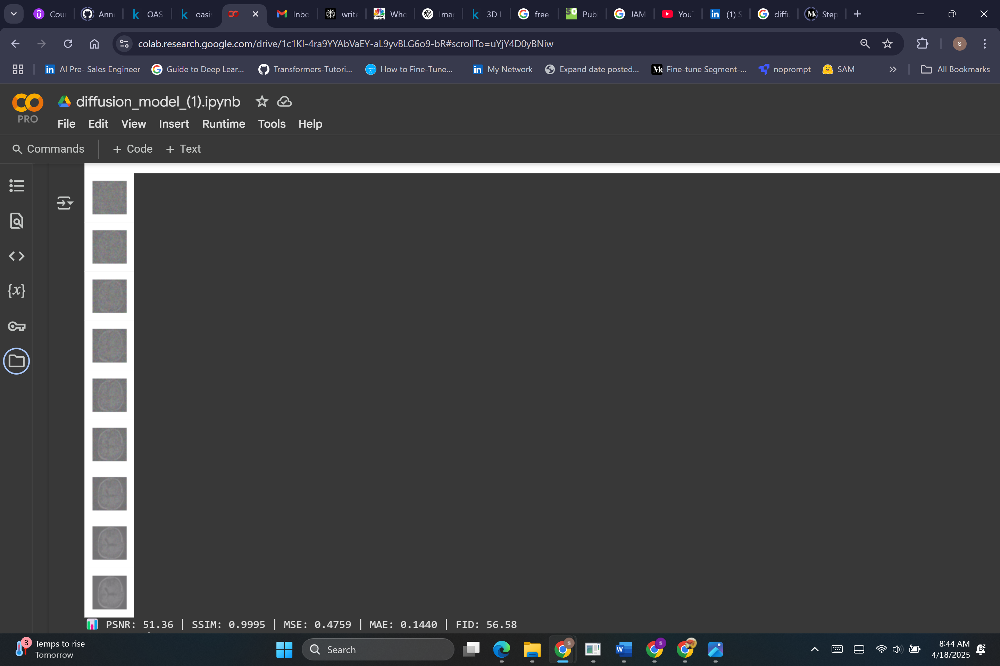 Cou
Ann
OAS
oasi
Inbo
write
Who
Ima
3D L
free
Publ
JAM
YouT
(1) S
diffu
Step
colab.research.google.com/drive/1c1KI-4ra9YYAbVaEY-aL9yvBLG6o9-bR#scrollTo=uYjY4D0yBNiw
s
AI Pre- Sales Engineer
Guide to Deep Lear...
Transformers-Tutori...
How to Fine-Tune...
My Network
Expand date posted...
Fine-tune Segment-...
noprompt
SAM
All Bookmarks
PRO
diffusion_model_(1).ipynb
File Edit View Insert Runtime Tools Help
Commands + Code + Text
{x}
PSNR: 51.36 | SSIM: 0.9995 | MSE: 0.4759 | MAE: 0.1440 | FID: 56.58
3
Temps to rise
Tomorrow
Search
8:44 AM
4/18/2025